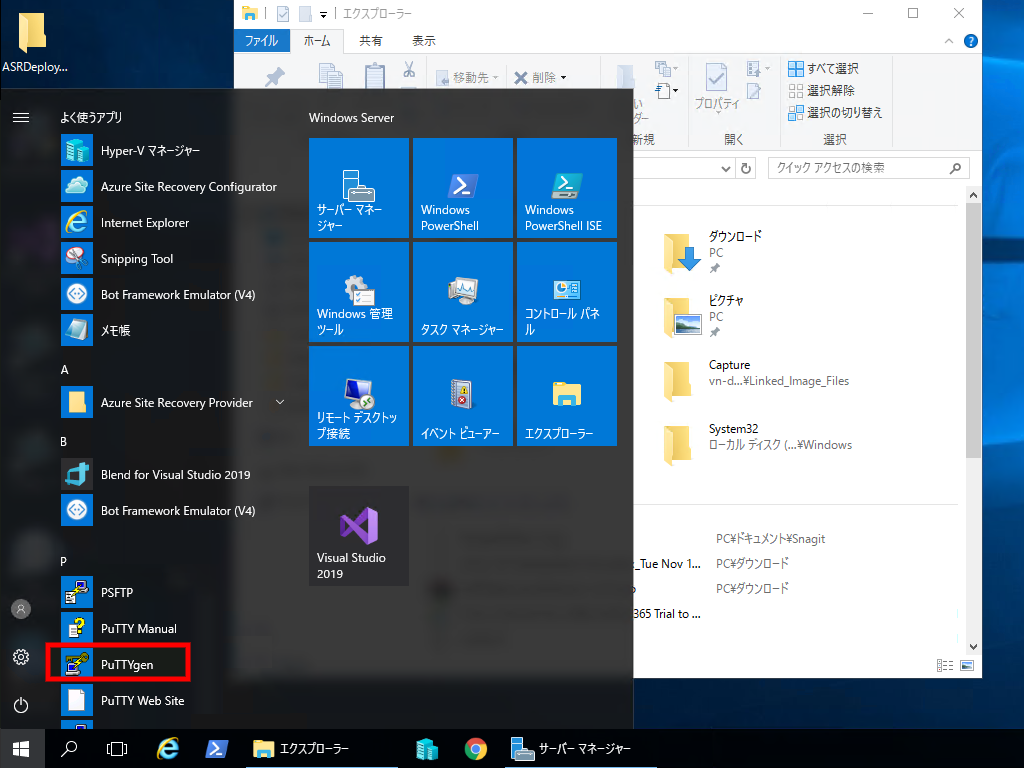 ASRDeploy...
エクスプローラー
ファイル
ホーム
共有
表示
移動先
削除
プロパティ
すべて選択
選択解除
選択の切り替え
新規
開く
選択
クイック アクセスの検索
よく使うアプリ
Hyper-V マネージャー
Azure Site Recovery Configurator
Internet Explorer
Snipping Tool
Bot Framework Emulator (V4)
メモ帳
A
Azure Site Recovery Provider
B
Blend for Visual Studio 2019
Bot Framework Emulator (V4)
P
PSFTP
PuTTY Manual
PuTTYgen
PuTTY Web Site
Windows Server
サーバー マネー
ジャー
Windows
PowerShell
Windows
PowerShell ISE
Windows 管理
ツール
タスク マネージャー
コントロール パネ
ル
リモート デスクトッ
プ接続
イベント ビューアー
エクスプローラー
Visual Studio
2019
ダウンロード
PC
ピクチャ
PC
Capture
vn-d...¥Linked_Image_Files
System32
ローカル ディスク (...¥Windows
PC¥ドキュメント¥Snagit
_Tue Nov 1...
PC¥ダウンロード
PC¥ダウンロード
365 Trial to ...
エクスプローラー
サーバー マネージャー